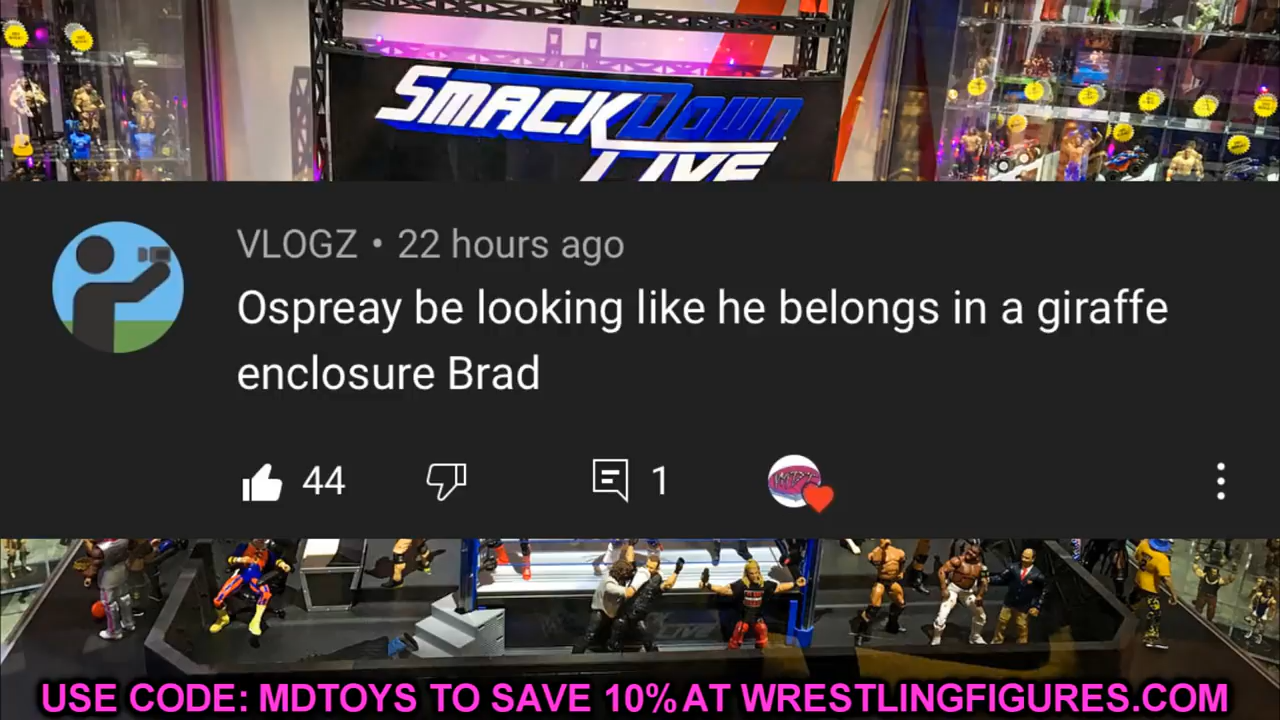 SMACKDOWN
LIVE
VLOGZ • 22 hours ago
Ospreay be looking like he belongs in a giraffe
enclosure Brad
44
1
USE CODE: MDTOYS TO SAVE 10% AT WRESTLINGFIGURES.COM